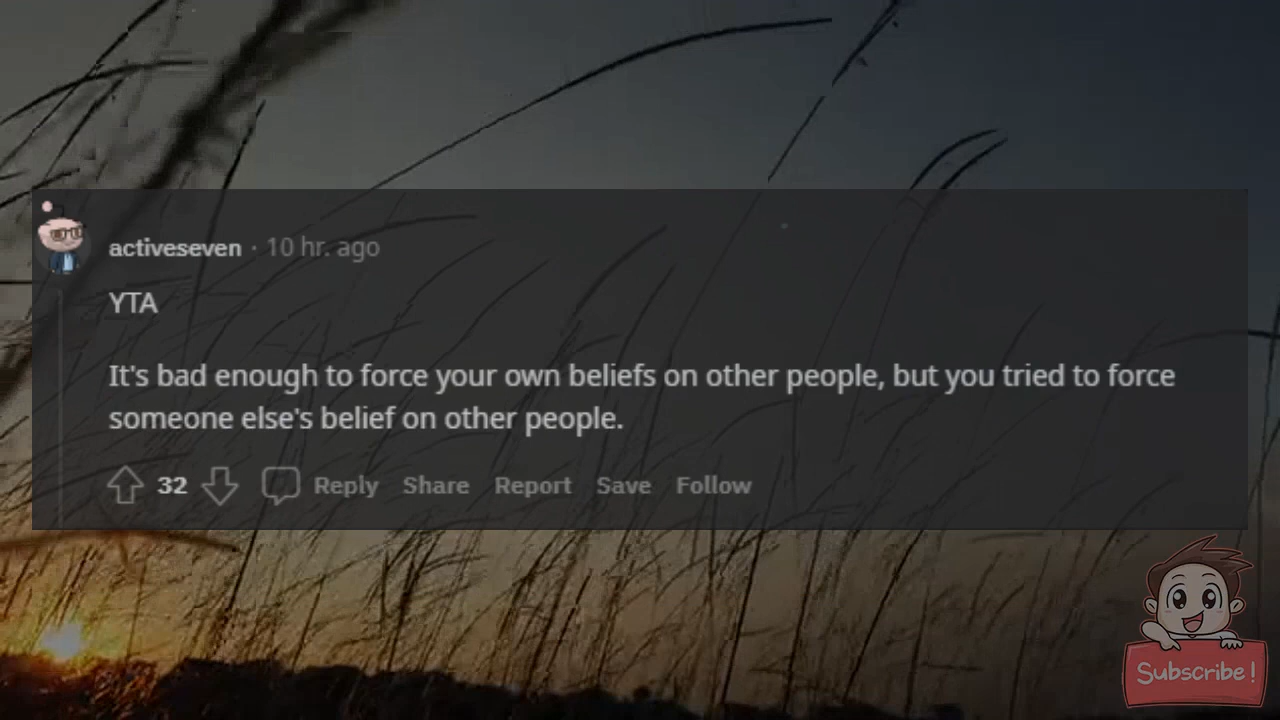 activeseven · 10 hr. ago
YTA
It's bad enough to force your own beliefs on other people, but you tried to force
someone else's belief on other people.
32 Reply Share Report Save Follow
Subscribe!